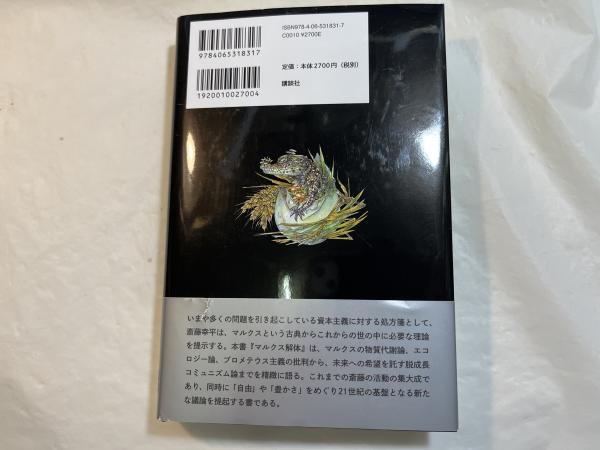 ISBN978-4-06-531831-7
C0010 ¥2700E
9784065318317
定価：本体2700円（税別）
講談社
1920010027004
いまや多くの問題を引き起こしている資本主義に対する処方箋として、
斎藤幸平は、マルクスという古典からこれからの世の中に必要な理論
を提示する。本書『マルクス解体』は、マルクスの物質代謝論、エコ
ロジー論、プロメテウス主義の批判から、未来への希望を託す脱成長
コミュニズム論までを精緻に語る。これまでの斎藤の活動の集大成で
あり、同時に「自由」や「豊かさ」をめぐり21世紀の基盤となる新た
な議論を提起する書である。